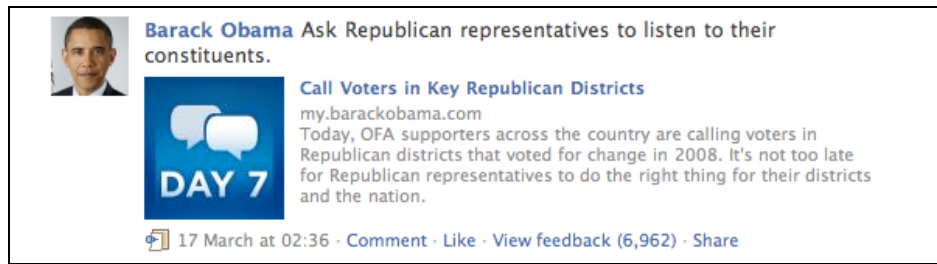 Barack Obama Ask Republican representatives to listen to their
constituents.
Call Voters in Key Republican Districts
my.barackobama.com
Today, OFA supporters across the country are calling voters in
Republican districts that voted for change in 2008. It's not too late
for Republican representatives to do the right thing for their districts
and the nation.
DAY 7
17 March at 02:36 · Comment · Like · View feedback (6,962) · Share